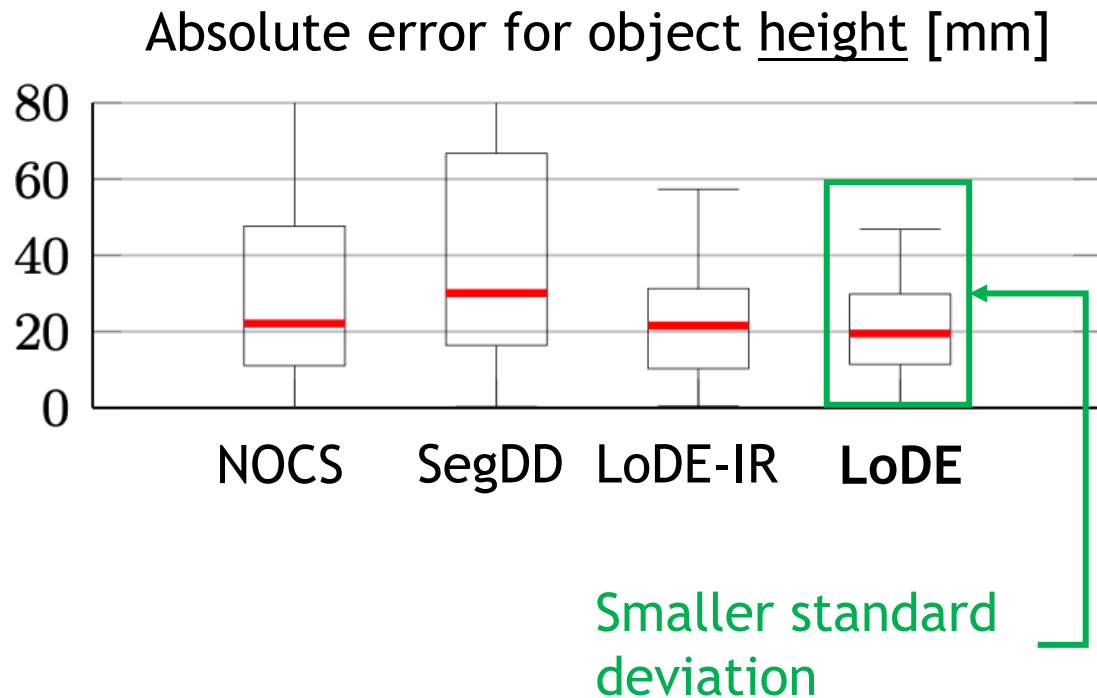 Absolute error for object height [mm]
80
60
40
20
0
NOCS SegDD LoDE-IR LoDE
Smaller standard
deviation